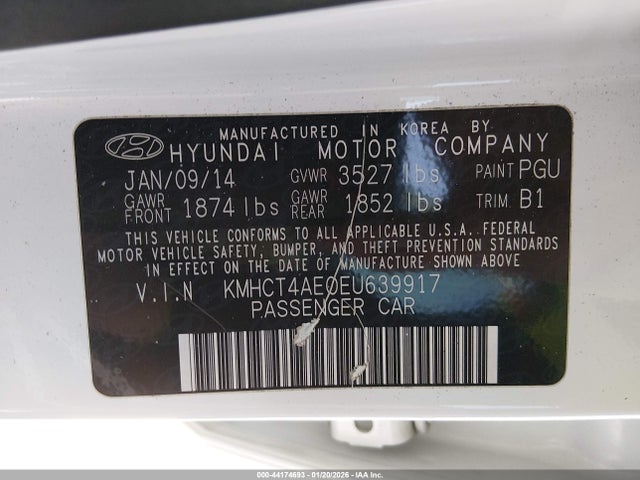 MANUFACTURED IN KOREA BY
HYUNDAI MOTOR COMPANY
JAN/09/14 GVWR 3527 lbs PAINT PGU
GAWR FRONT 1874 lbs GAWR REAR 1852 lbs TRIM B1
THIS VEHICLE CONFORMS TO ALL APPLICABLE U.S.A. FEDERAL
MOTOR VEHICLE SAFETY, BUMPER, AND THEFT PREVENTION STANDARDS
IN EFFECT ON THE DATE OF MANUFACTURE SHOWN ABOVE
V.I.N KMHCT4AE0EU639917
PASSENGER CAR
000-44174693 - 01/20/2026 - IAAI, Inc.